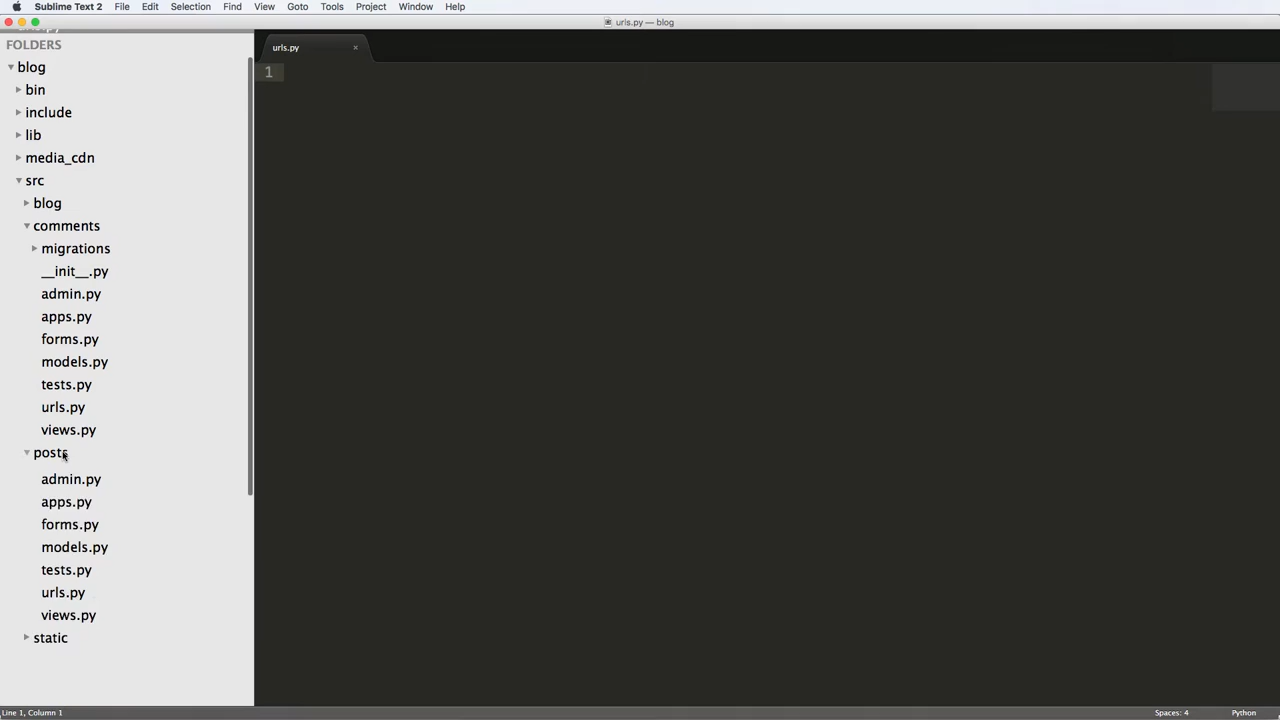 Sublime Text 2 File Edit Selection Find View Goto Tools Project Window Help
urls.py — blog
FOLDERS
urls.py
blog
1
bin
include
lib
media_cdn
src
blog
comments
migrations
__init__.py
admin.py
apps.py
forms.py
models.py
tests.py
urls.py
views.py
posts
admin.py
apps.py
forms.py
models.py
tests.py
urls.py
views.py
static
Line 1, Column 1
Spaces: 4
Python